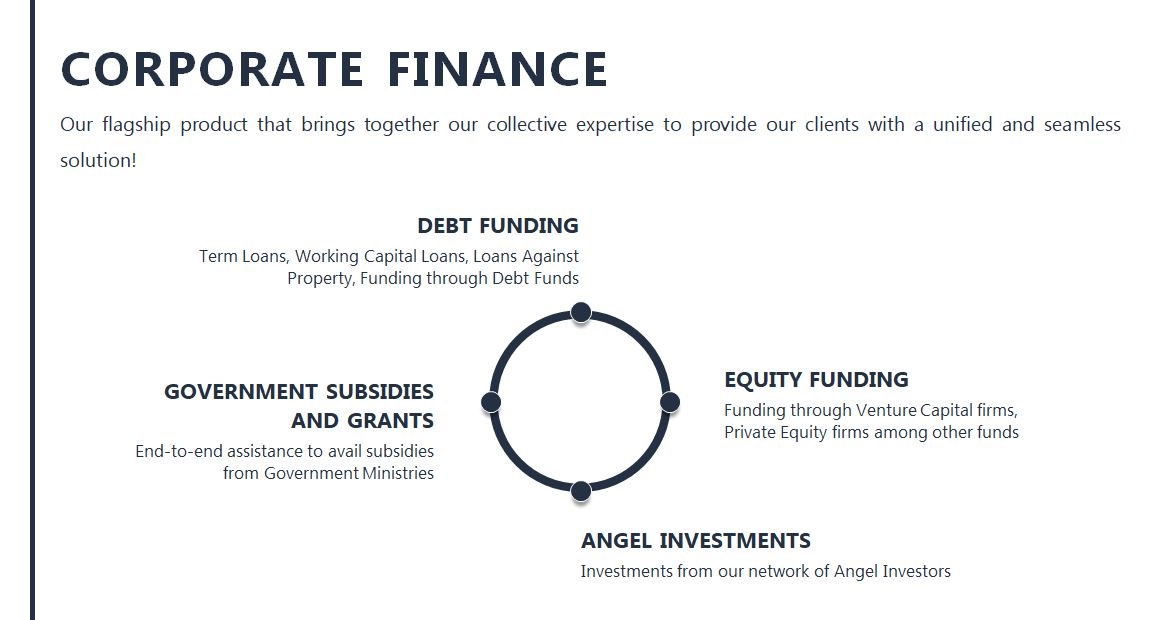 CORPORATE FINANCE
Our flagship product that brings together our collective expertise to provide our clients with a unified and seamless
solution!
DEBT FUNDING
Term Loans, Working Capital Loans, Loans Against
Property, Funding through Debt Funds
GOVERNMENT SUBSIDIES
AND GRANTS
End-to-end assistance to avail subsidies
from Government Ministries
EQUITY FUNDING
Funding through Venture Capital firms,
Private Equity firms among other funds
ANGEL INVESTMENTS
Investments from our network of Angel Investors